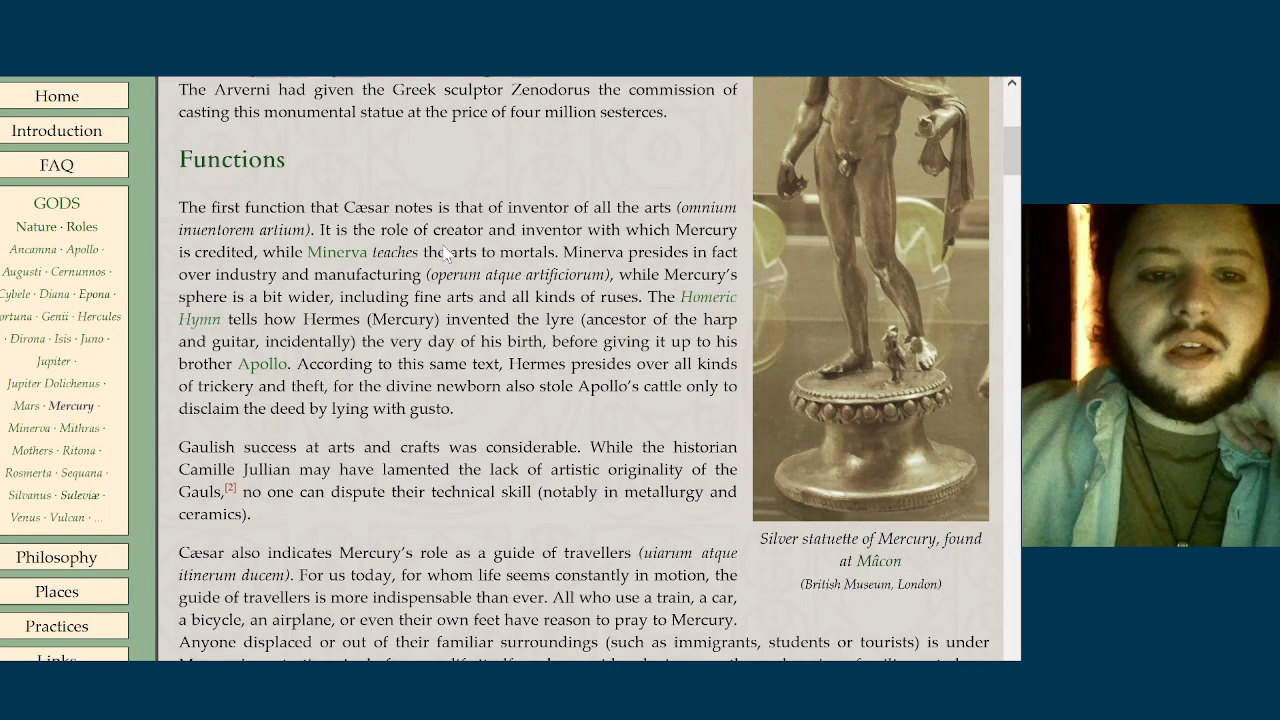 Home
Introduction
FAQ
GODS
Nature · Roles
Ancamna · Apollo ·
Augusti · Cernunnos ·
Cybele · Diana · Epona ·
ortuna · Genii · Hercules
· Dirona · Isis · Juno ·
Jupiter ·
Jupiter Dolichenus ·
Mars · Mercury ·
Minerva · Mithras ·
Mothers · Ritona ·
Rosmerta · Sequana ·
Silvanus · Suleviæ ·
Venus · Vulcan · ...
Philosophy
Places
Practices
Links
The Arverni had given the Greek sculptor Zenodorus the commission of
casting this monumental statue at the price of four million sesterces.
Functions
The first function that Cæsar notes is that of inventor of all the arts (omnium
inuentorem artium). It is the role of creator and inventor with which Mercury
is credited, while Minerva teaches the arts to mortals. Minerva presides in fact
over industry and manufacturing (operum atque artificiorum), while Mercury's
sphere is a bit wider, including fine arts and all kinds of ruses. The Homeric
Hymn tells how Hermes (Mercury) invented the lyre (ancestor of the harp
and guitar, incidentally) the very day of his birth, before giving it up to his
brother Apollo. According to this same text, Hermes presides over all kinds
of trickery and theft, for the divine newborn also stole Apollo's cattle only to
disclaim the deed by lying with gusto.
Gaulish success at arts and crafts was considerable. While the historian
Camille Jullian may have lamented the lack of artistic originality of the
Gauls,[2] no one can dispute their technical skill (notably in metallurgy and
ceramics).
Cæsar also indicates Mercury's role as a guide of travellers (uiarum atque
itinerum ducem). For us today, for whom life seems constantly in motion, the
guide of travellers is more indispensable than ever. All who use a train, a car,
a bicycle, an airplane, or even their own feet have reason to pray to Mercury.
Anyone displaced or out of their familiar surroundings (such as immigrants, students or tourists) is under
Silver statuette of Mercury, found
at Mâcon
(British Museum, London)